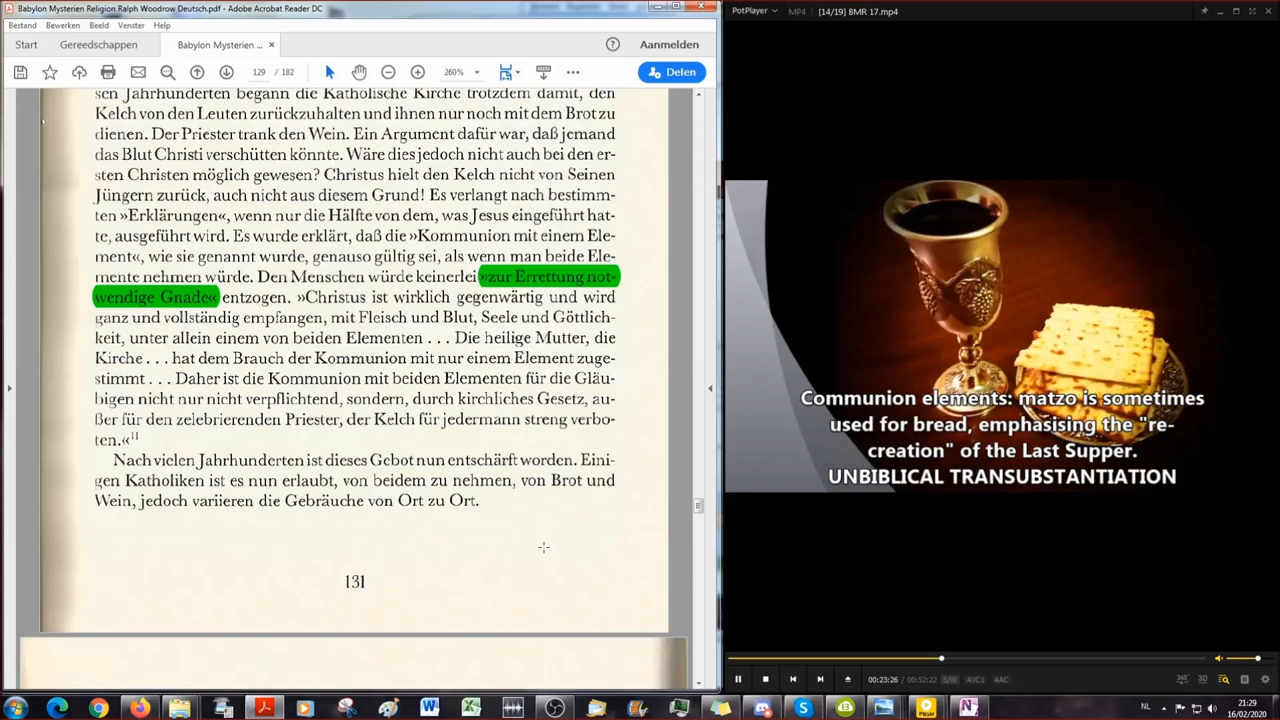 Babylon Mysterien Religion Ralph Woodrow Deutsch.pdf - Adobe Acrobat Reader DC
Bestand Bewerken Beeld Venster Help
Start Gereedschappen Babylon Mysterien ... × Aanmelden
129 / 182 260% Delen
sen Jahrhunderten begann die Katholische Kirche trotzdem damit, den
Kelch von den Leuten zurückzuhalten und ihnen nur noch mit dem Brot zu
dienen. Der Priester trank den Wein. Ein Argument dafür war, daß jemand
das Blut Christi verschütten könnte. Wäre dies jedoch nicht auch bei den er-
sten Christen möglich gewesen? Christus hielt den Kelch nicht von Seinen
Jüngern zurück, auch nicht aus diesem Grund! Es verlangt nach bestimm-
ten »Erklärungen«, wenn nur die Hälfte von dem, was Jesus eingeführt hat-
te, ausgeführt wird. Es wurde erklärt, daß die »Kommunion mit einem Ele-
ment«, wie sie genannt wurde, genauso gültig sei, als wenn man beide Ele-
mente nehmen würde. Den Menschen würde keinerlei »zur Errettung not-
wendige Gnade« entzogen. »Christus ist wirklich gegenwärtig und wird
ganz und vollständig empfangen, mit Fleisch und Blut, Seele und Göttlich-
keit, unter allein einem von beiden Elementen . . . Die heilige Mutter, die
Kirche . . . hat dem Brauch der Kommunion mit nur einem Element zuge-
stimmt . . . Daher ist die Kommunion mit beiden Elementen für die Gläu-
bigen nicht nur nicht verpflichtend, sondern, durch kirchliches Gesetz, au-
ßer für den zelebrierenden Priester, der Kelch für jedermann streng verbo-
ten.«11
Nach vielen Jahrhunderten ist dieses Gebot nun entschärft worden. Eini-
gen Katholiken ist es nun erlaubt, von beidem zu nehmen, von Brot und
Wein, jedoch variieren die Gebräuche von Ort zu Ort.
131
PotPlayer MP4 [14/19] BMR 17.mp4
Communion elements: matzo is sometimes
used for bread, emphasising the "re-
creation" of the Last Supper.
UNBIBLICAL TRANSUBSTANTIATION
00:23:26 / 00:52:22 S/W AVC1 AAC
360° 3D
NL 21:29
16/02/2020